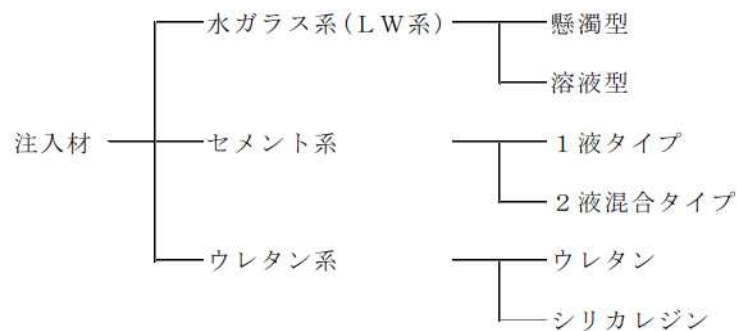 水ガラス系(ＬＷ系)
懸濁型
溶液型
注入材
セメント系
１液タイプ
２液混合タイプ
ウレタン系
ウレタン
シリカレジン